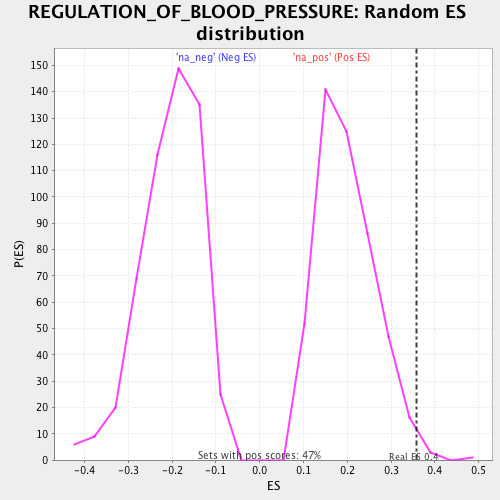 REGULATION_OF_BLOOD_PRESSURE: Random ES
distribution
'na_neg' (Neg ES)
'na_pos' (Pos ES)
150
140
130
120
110
100
90
80
70
60
50
40
30
20
10
0
P(ES)
Sets with pos scores: 47%
Real ES 0.4
-0.4 -0.3 -0.2 -0.1 0.0 0.1 0.2 0.3 0.4 0.5
ES